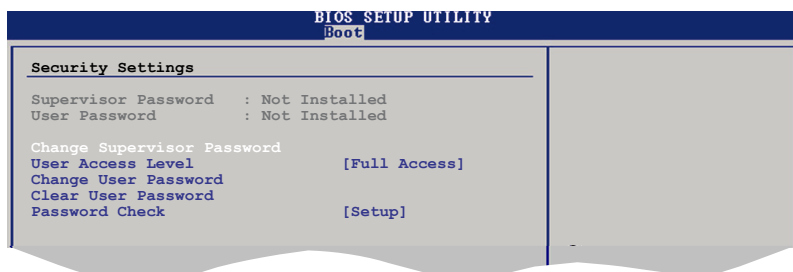 BIOS SETUP UTILITY
Boot
Security Settings
Supervisor Password : Not Installed
User Password : Not Installed
Change Supervisor Password
User Access Level [Full Access]
Change User Password
Clear User Password
Password Check [Setup]